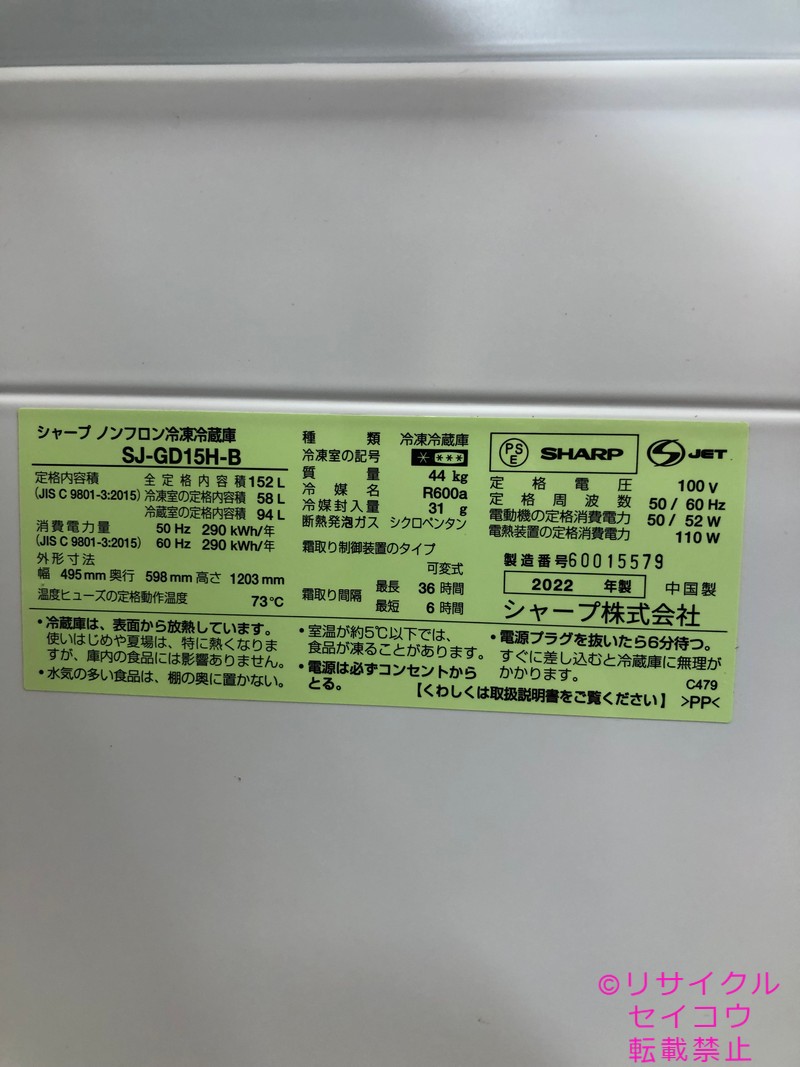 シャープ ノンフロン冷凍冷蔵庫
SJ-GD15H-B
定格内容積 全定格内容積 152 L
(JIS C 9801-3:2015) 冷凍室の定格内容積 58 L
冷蔵室の定格内容積 94 L
消費電力量 50 Hz 290 kWh/年
(JIS C 9801-3:2015) 60 Hz 290 kWh/年
外形寸法
幅 495 mm 奥行 598 mm 高さ 1203 mm
温度ヒューズの定格動作温度 73℃
種類 冷凍冷蔵庫
冷凍室の記号 * ***
質量 44 kg
冷媒名 R600a
冷媒封入量 31 g
断熱発泡ガス シクロペンタン
霜取り制御装置のタイプ
可変式
霜取り間隔 最長 36 時間
最短 6 時間
PSE SHARP S JET
定格電圧 100 V
定格周波数 50 / 60 Hz
電動機の定格消費電力 50 / 52 W
電熱装置の定格消費電力 110 W
製造番号 60015579
2022 年製 中国製
シャープ株式会社
・冷蔵庫は、表面から放熱しています。
使いはじめや夏場は、特に熱くなりま
すが、庫内の食品には影響ありません。
・水気の多い食品は、棚の奥に置かない。
・室温が約5℃以下では、
食品が凍ることがあります。
・電源は必ずコンセントから
とる。
・電源プラグを抜いたら6分待つ。
すぐに差し込むと冷蔵庫に無理が
かかります。
C479
【くわしくは取扱説明書をご覧ください】 >PP<
©リサイクル
セイコウ
転載禁止